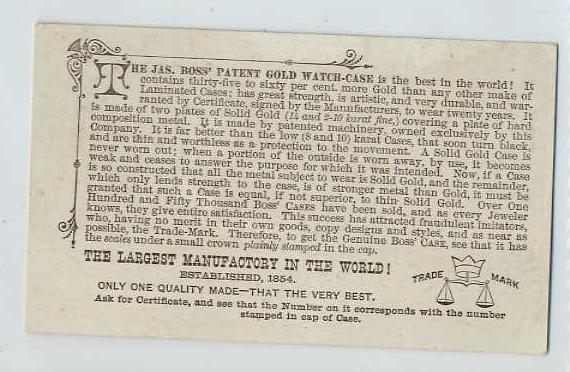 THE JAS. BOSS' PATENT GOLD WATCH-CASE is the best in the world! It
contains thirty-five to sixty per cent. more Gold than any other make of
Laminated Cases; has great strength, is artistic, and very durable, and war-
ranted by Certificate, signed by the Manufacturers, to wear twenty years. It
is made of two plates of Solid Gold (14 and 2-10 karat fine,) covering a plate of hard
composition metal. It is made by patented machinery, owned exclusively by this
Company. It is far better than the low (8 and 10) karat Cases, that soon turn black,
and are thin and worthless as a protection to the movement. A Solid Gold Case is
never worn out; when a portion of the outside is worn away, by use, it becomes
weak and ceases to answer the purpose for which it was intended. Now, if a Case
is so constructed that all the metal subject to wear is Solid Gold, and the remainder,
which only lends strength to the case, is of stronger metal than Gold, it must be
granted that such a Case is equal, if not superior, to thin Solid Gold. Over One
Hundred and Fifty Thousand BOSS' CASES have been sold, and as every Jeweler
knows, they give entire satisfaction. This success has attracted fraudulent imitators,
who, having no merit in their own goods, copy designs and styles, and as near as
possible, the Trade-Mark. Therefore, to get the Genuine BOSS' CASE, see that it has
the scales under a small crown plainly stamped in the cap.
THE LARGEST MANUFACTORY IN THE WORLD!
ESTABLISHED, 1854.
TRADE MARK
ONLY ONE QUALITY MADE—THAT THE VERY BEST.
Ask for Certificate, and see that the Number on it corresponds with the number
stamped in cap of Case.